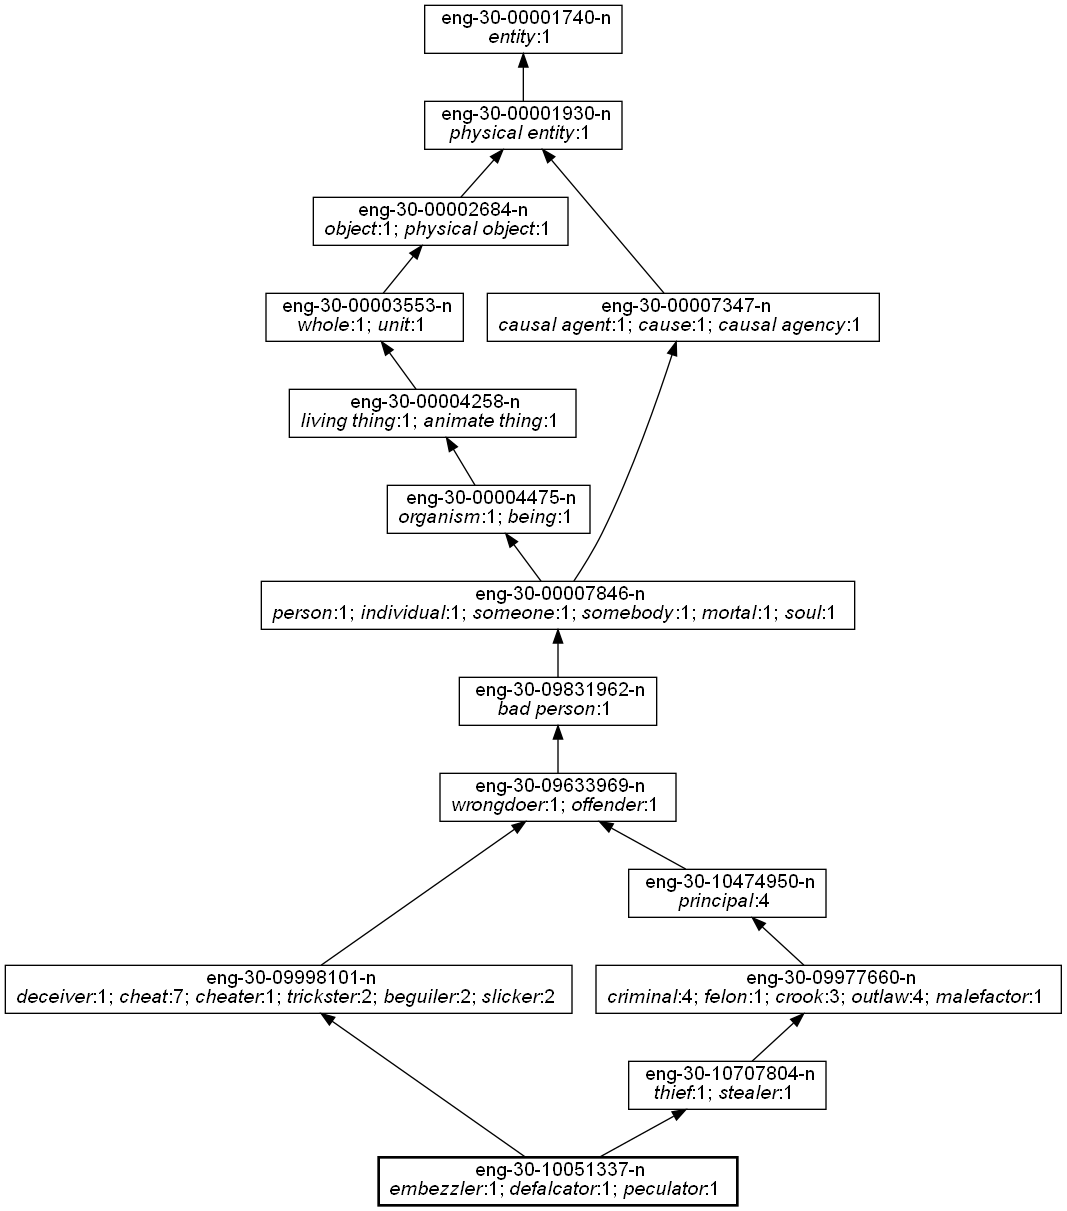 eng-30-00001740-n
entity:1
eng-30-00001930-n
physical entity:1
eng-30-00002684-n
object:1; physical object:1
eng-30-00003553-n
whole:1; unit:1
eng-30-00007347-n
causal agent:1; cause:1; causal agency:1
eng-30-00004258-n
living thing:1; animate thing:1
eng-30-00004475-n
organism:1; being:1
eng-30-00007846-n
person:1; individual:1; someone:1; somebody:1; mortal:1; soul:1
eng-30-09831962-n
bad person:1
eng-30-09633969-n
wrongdoer:1; offender:1
eng-30-10474950-n
principal:4
eng-30-09998101-n
deceiver:1; cheat:7; cheater:1; trickster:2; beguiler:2; slicker:2
eng-30-09977660-n
criminal:4; felon:1; crook:3; outlaw:4; malefactor:1
eng-30-10707804-n
thief:1; stealer:1
eng-30-10051337-n
embezzler:1; defalcator:1; peculator:1